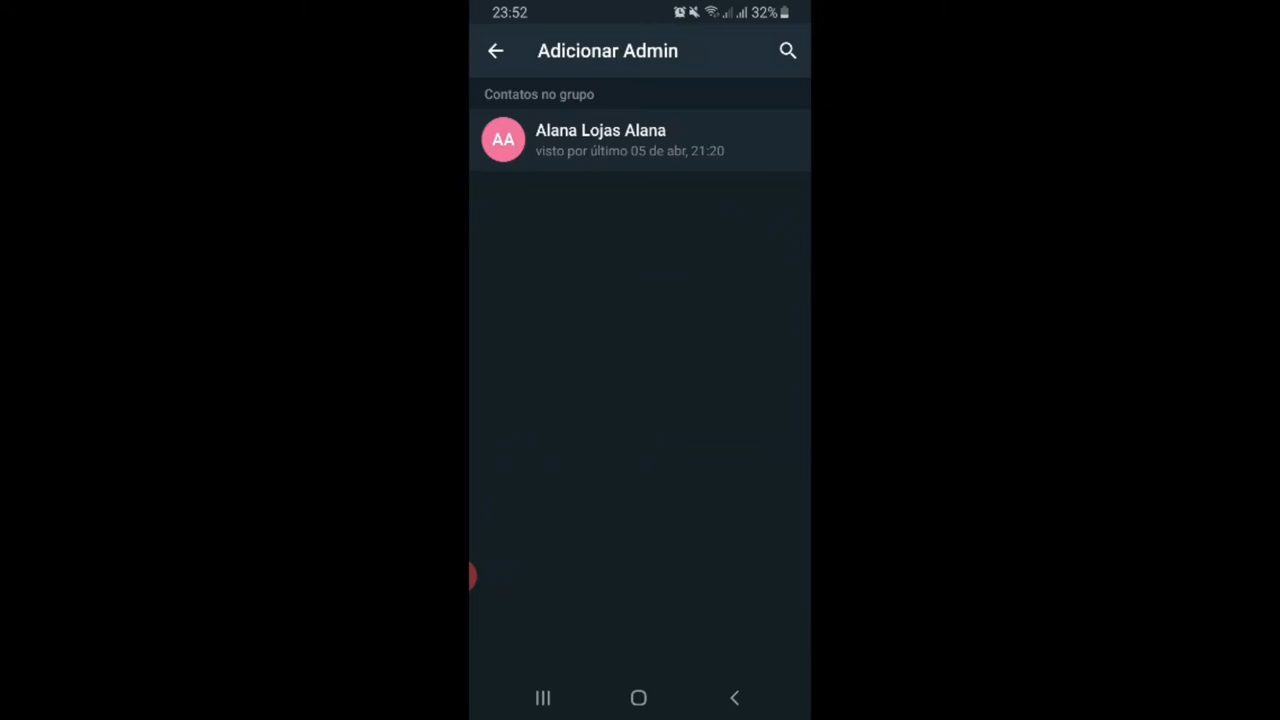 23:52
32%
Adicionar Admin
Contatos no grupo
AA
Alana Lojas Alana
visto por último 05 de abr, 21:20